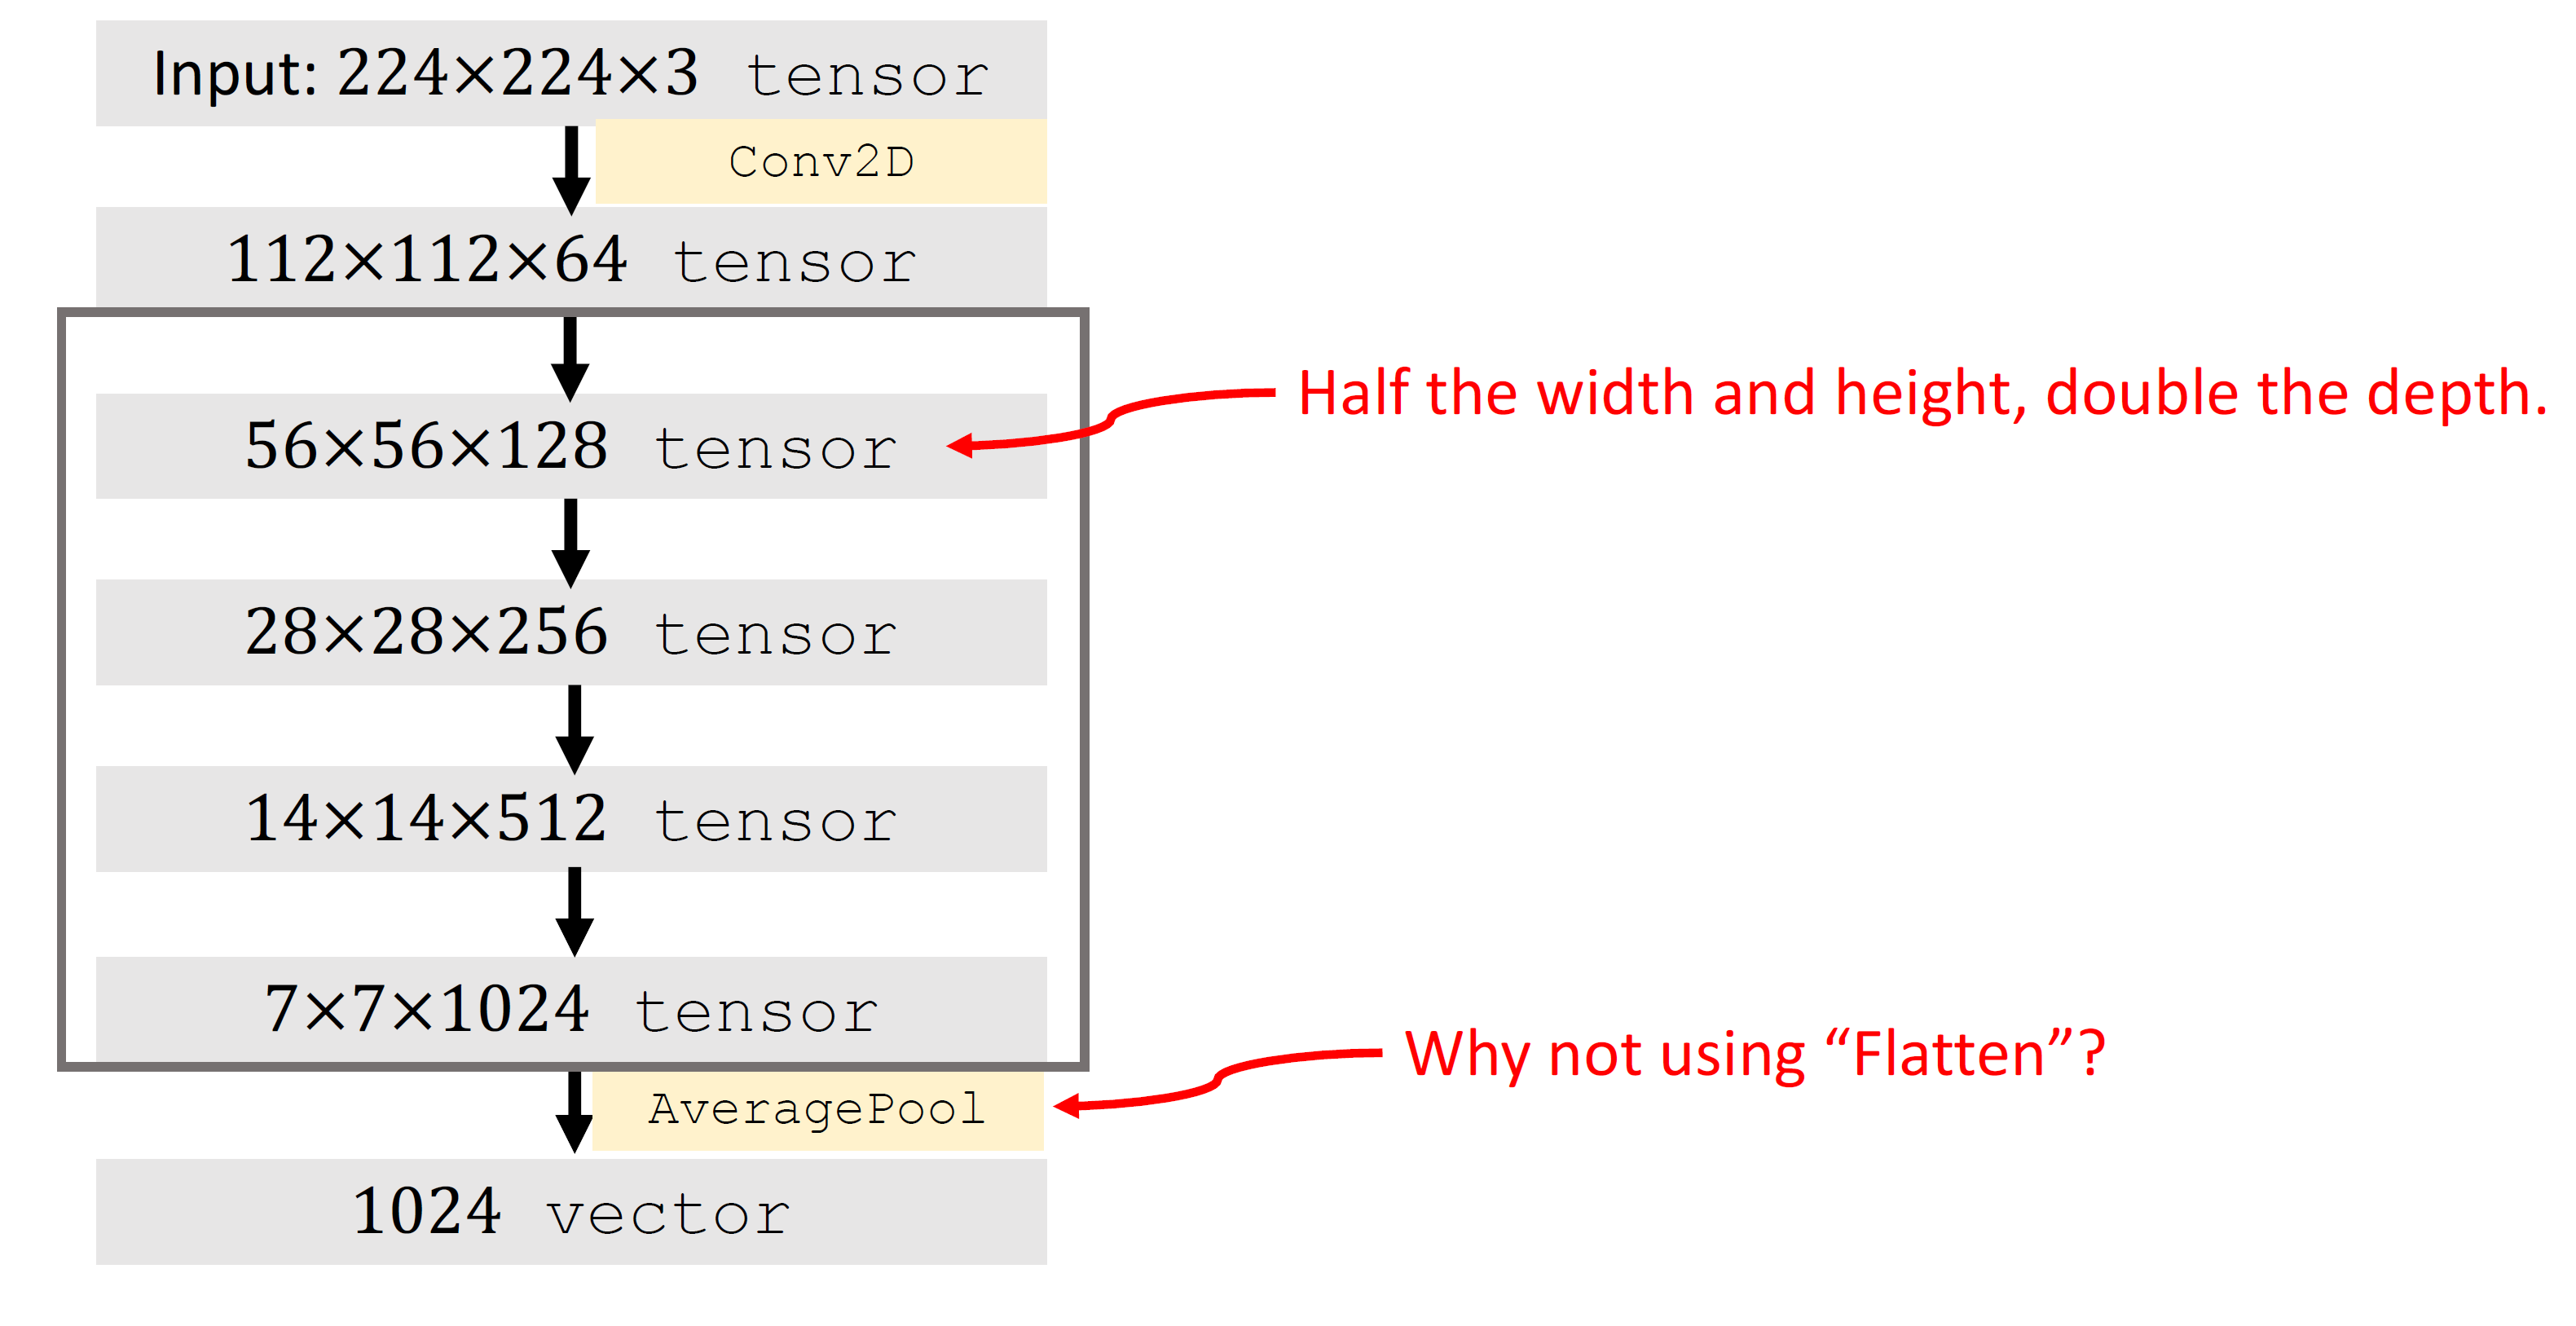 Input: 224×224×3 tensor
Conv2D
112×112×64 tensor
56×56×128 tensor
Half the width and height, double the depth.
28×28×256 tensor
14×14×512 tensor
7×7×1024 tensor
Why not using “Flatten”?
AveragePool
1024 vector